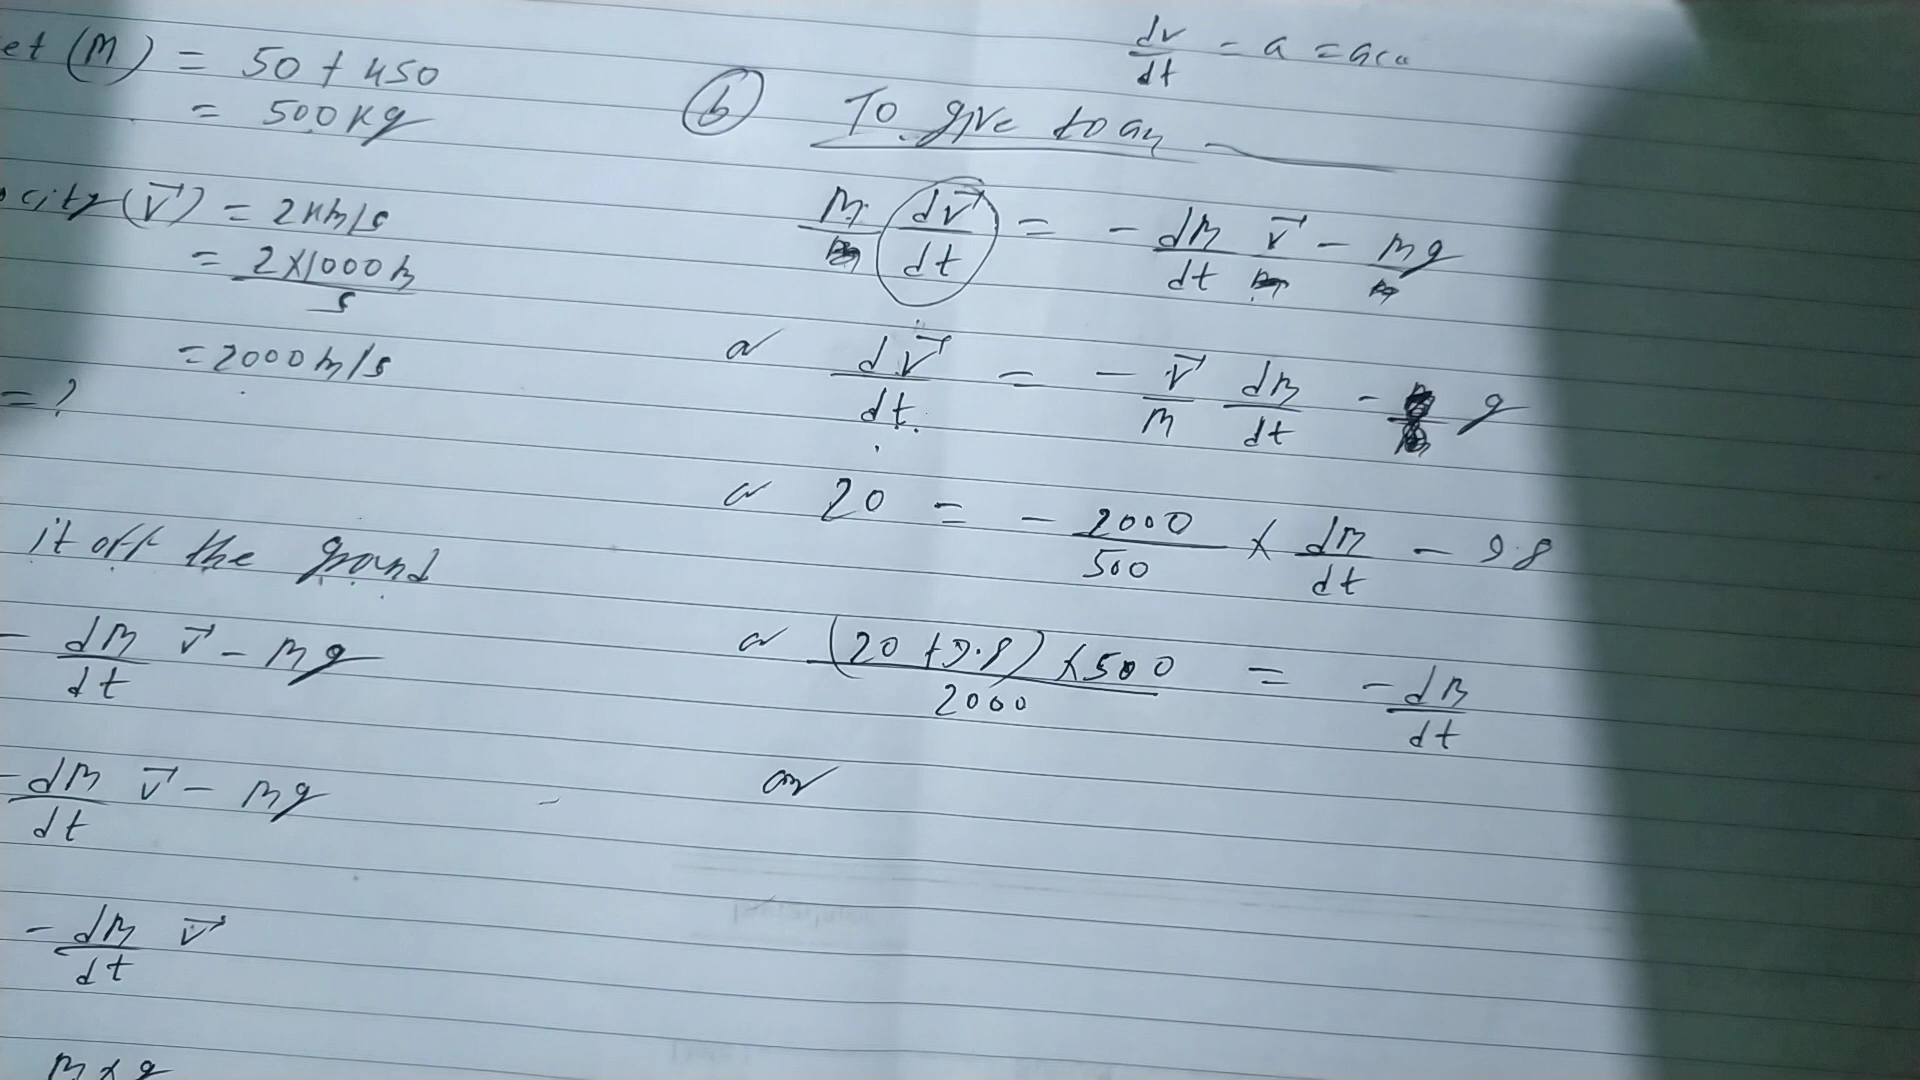 et (M) = 50 + 450
= 500 kg
ocity (v⃗) = 2 km/s
= 2×1000 m / s
= 2000 m/s
= ?
it off the ground
- dm/dt v⃗ - mg
- dm/dt v⃗ - mg
- dm/dt v⃗
m × g
dv/dt = a = acc
(b) To give to an
m dv⃗/dt = - dm/dt v⃗ - mg
or dv⃗/dt = - v⃗/m dm/dt - g
or 20 = - 2000/500 × dm/dt - 9.8
or (20 + 9.8) × 500 / 2000 = - dm/dt
or